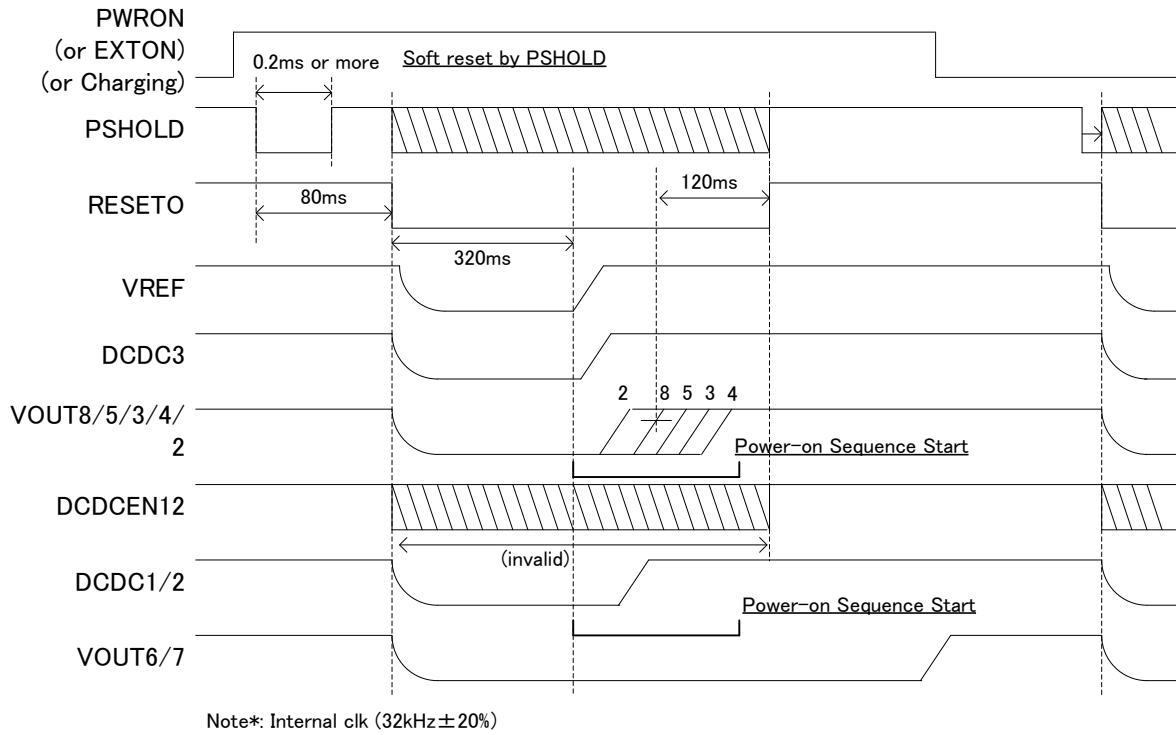 PWRON
(or EXTON)
(or Charging)
0.2ms or more
Soft reset by PSHOLD
PSHOLD
RESETO
80ms
120ms
320ms
VREF
DCDC3
VOUT8/5/3/4/
2
2 8 5 3 4
Power-on Sequence Start
DCDCEN12
(invalid)
DCDC1/2
Power-on Sequence Start
VOUT6/7
Note*: Internal clk (32kHz±20%)